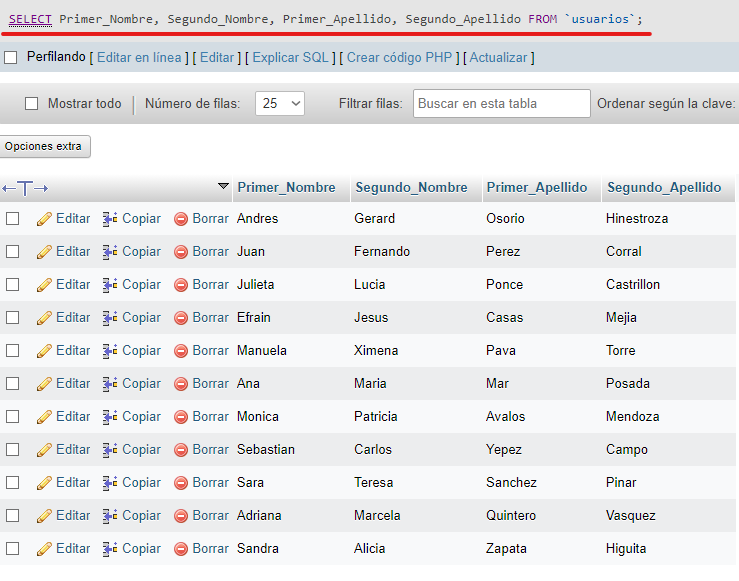 SELECT Primer_Nombre, Segundo_Nombre, Primer_Apellido, Segundo_Apellido FROM `usuarios`;
Perfilando [ Editar en línea ] [ Editar ] [ Explicar SQL ] [ Crear código PHP ] [ Actualizar ]
Mostrar todo Número de filas: 25 Filtrar filas: Buscar en esta tabla Ordenar según la clave:
Opciones extra
←T→ Primer_Nombre Segundo_Nombre Primer_Apellido Segundo_Apellido
Editar Copiar Borrar Andres Gerard Osorio Hinestroza
Editar Copiar Borrar Juan Fernando Perez Corral
Editar Copiar Borrar Julieta Lucia Ponce Castrillon
Editar Copiar Borrar Efrain Jesus Casas Mejia
Editar Copiar Borrar Manuela Ximena Pava Torre
Editar Copiar Borrar Ana Maria Mar Posada
Editar Copiar Borrar Monica Patricia Avalos Mendoza
Editar Copiar Borrar Sebastian Carlos Yepez Campo
Editar Copiar Borrar Sara Teresa Sanchez Pinar
Editar Copiar Borrar Adriana Marcela Quintero Vasquez
Editar Copiar Borrar Sandra Alicia Zapata Higuita